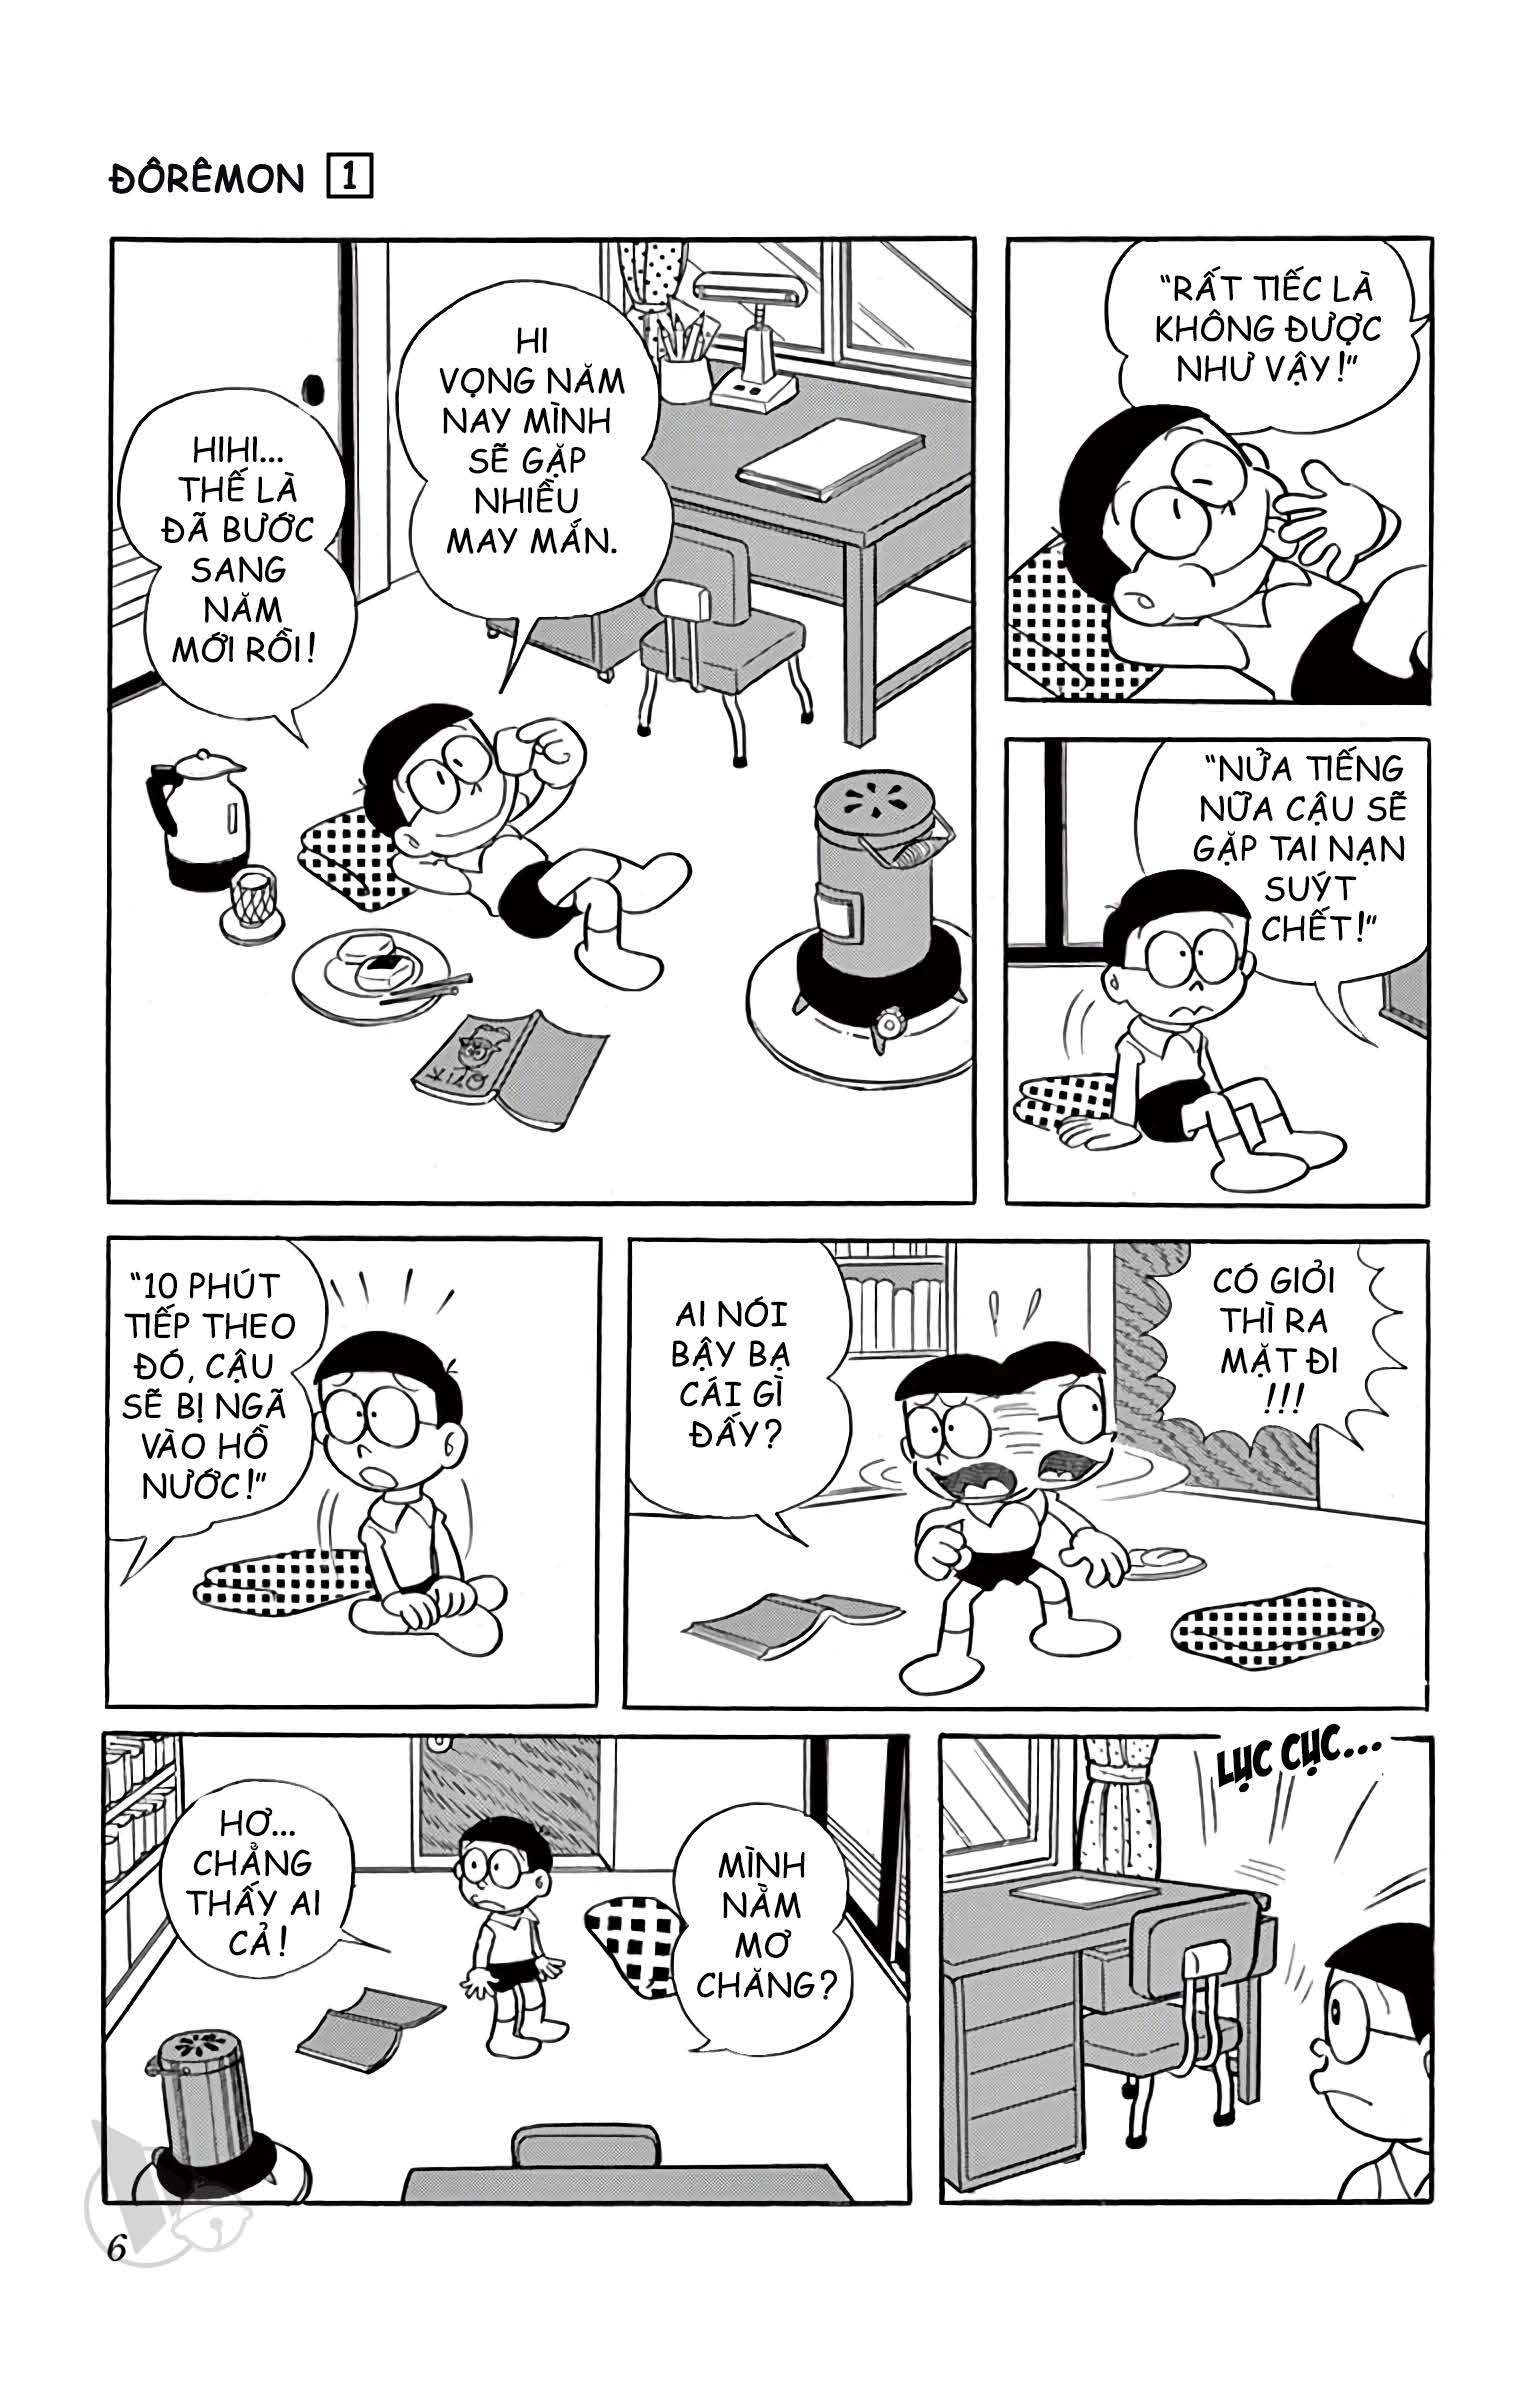 ĐÔRÊMON 1
HIHI...
THẾ LÀ
ĐÃ BƯỚC
SANG
NĂM
MỚI RỒI!
HI
VỌNG NĂM
NAY MÌNH
SẼ GẶP
NHIỀU
MAY MẮN.
“RẤT TIẾC LÀ
KHÔNG ĐƯỢC
NHƯ VẬY!”
“NỬA TIẾNG
NỮA CẬU SẼ
GẶP TAI NẠN
SUÝT
CHẾT!”
“10 PHÚT
TIẾP THEO
ĐÓ, CẬU
SẼ BỊ NGÃ
VÀO HỒ
NƯỚC!”
AI NÓI
BẬY BẠ
CÁI GÌ
ĐẤY?
CÓ GIỎI
THÌ RA
MẶT ĐI
!!!
HƠ...
CHẲNG
THẤY AI
CẢ!
MÌNH
NẰM
MƠ
CHĂNG?
LỤC CỤC...
6